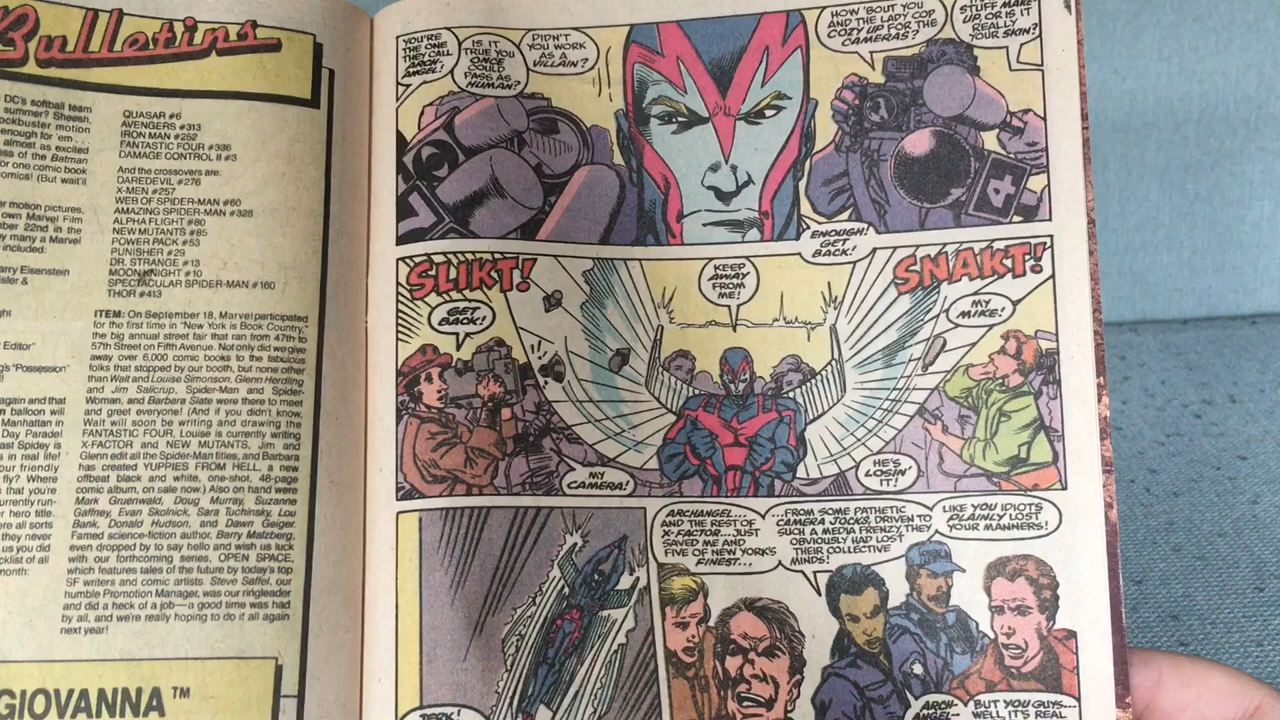 Bulletins
DC's softball team
summer? Sheesh,
ockbuster motion
enough for 'em . . .
almost as excited
ess of the Batman
or one comic book
omics! (But wait'll
er motion pictures,
own Marvel Film
ber 22nd in the
y many a Marvel
included:
arry Eisenstein
sler &
ght
Editor"
g's "Possession"
again and that
n balloon will
Manhattan in
Day Parade!
ast Spidey is
s in real life!
our friendly
fly? Where
s that you're
urrently run-
r hero title.
ere all sorts
they never
us you did
cklist of all
month:
QUASAR #6
AVENGERS #313
IRON MAN #252
FANTASTIC FOUR #336
DAMAGE CONTROL II #3
And the crossovers are:
DAREDEVIL #276
X-MEN #257
WEB OF SPIDER-MAN #60
AMAZING SPIDER-MAN #328
ALPHA FLIGHT #80
NEW MUTANTS #85
POWER PACK #53
PUNISHER #29
DR. STRANGE #13
MOON KNIGHT #10
SPECTACULAR SPIDER-MAN #160
THOR #413
ITEM: On September 18, Marvel participated
for the first time in "New York is Book Country,"
the big annual street fair that ran from 47th to
57th Street on Fifth Avenue. Not only did we give
away over 6,000 comic books to the fabulous
folks that stopped by our booth, but none other
than Walt and Louise Simonson, Glenn Herdling
and Jim Salicrup, Spider-Man and Spider-
Woman, and Barbara Slate were there to meet
and greet everyone! (And if you didn't know,
Walt will soon be writing and drawing the
FANTASTIC FOUR, Louise is currently writing
X-FACTOR and NEW MUTANTS, Jim and
Glenn edit all the Spider-Man titles, and Barbara
has created YUPPIES FROM HELL, a new
offbeat black and white, one-shot, 48-page
comic album, on sale now.) Also on hand were
Mark Gruenwald, Doug Murray, Suzanne
Gaffney, Evan Skolnick, Sara Tuchinsky, Lou
Bank, Donald Hudson, and Dawn Geiger.
Famed science-fiction author, Barry Malzberg,
even dropped by to say hello and wish us luck
with our forthcoming series, OPEN SPACE,
which features tales of the future by today's top
SF writers and comic artists. Steve Saffel, our
humble Promotion Manager, was our ringleader
and did a heck of a job—a good time was had
by all, and we're really hoping to do it all again
next year!
GIOVANNA™
YOU'RE
THE ONE
THEY CALL
ARCH-
ANGEL!
IS IT
TRUE YOU
ONCE
COULD
PASS AS
HUMAN?
DIDN'T
YOU WORK
AS A
VILLAIN?
HOW 'BOUT YOU
AND THE LADY COP
COZY UP FOR THE
CAMERAS?
STUFF MAKE-
UP, OR IS IT
REALLY
YOUR SKIN?
4
ENOUGH!
GET
BACK!
SLIKT!
GET
BACK!
KEEP
AWAY
FROM
ME!
SNAKT!
MY
MIKE!
MY
CAMERA!
HE'S
LOSIN'
IT!
ARCHANGEL...
AND THE REST OF
X-FACTOR...JUST
SAVED ME AND
FIVE OF NEW YORK'S
FINEST...
...FROM SOME PATHETIC
CAMERA JOCKS, DRIVEN TO
SUCH A MEDIA FRENZY, THEY
OBVIOUSLY HAD LOST
THEIR COLLECTIVE
MINDS!
LIKE YOU IDIOTS
PLAINLY LOST
YOUR MANNERS!
JERK!
ARCH-
ANGEL--
BUT YOU GUYS...
WELL, IT'S REAL